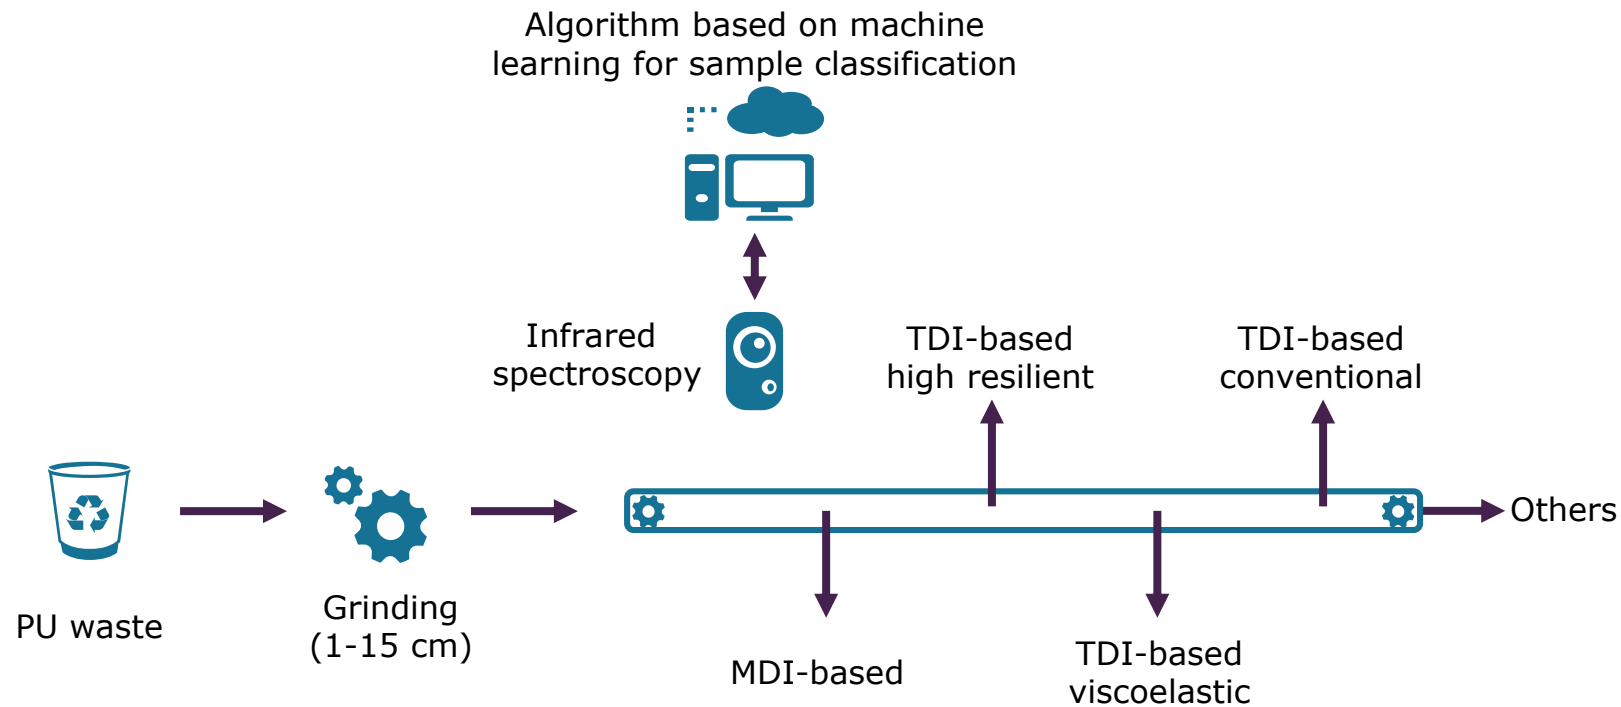 Algorithm based on machine
learning for sample classification
Infrared
spectroscopy
TDI-based
high resilient
TDI-based
conventional
Others
PU waste
Grinding
(1-15 cm)
MDI-based
TDI-based
viscoelastic